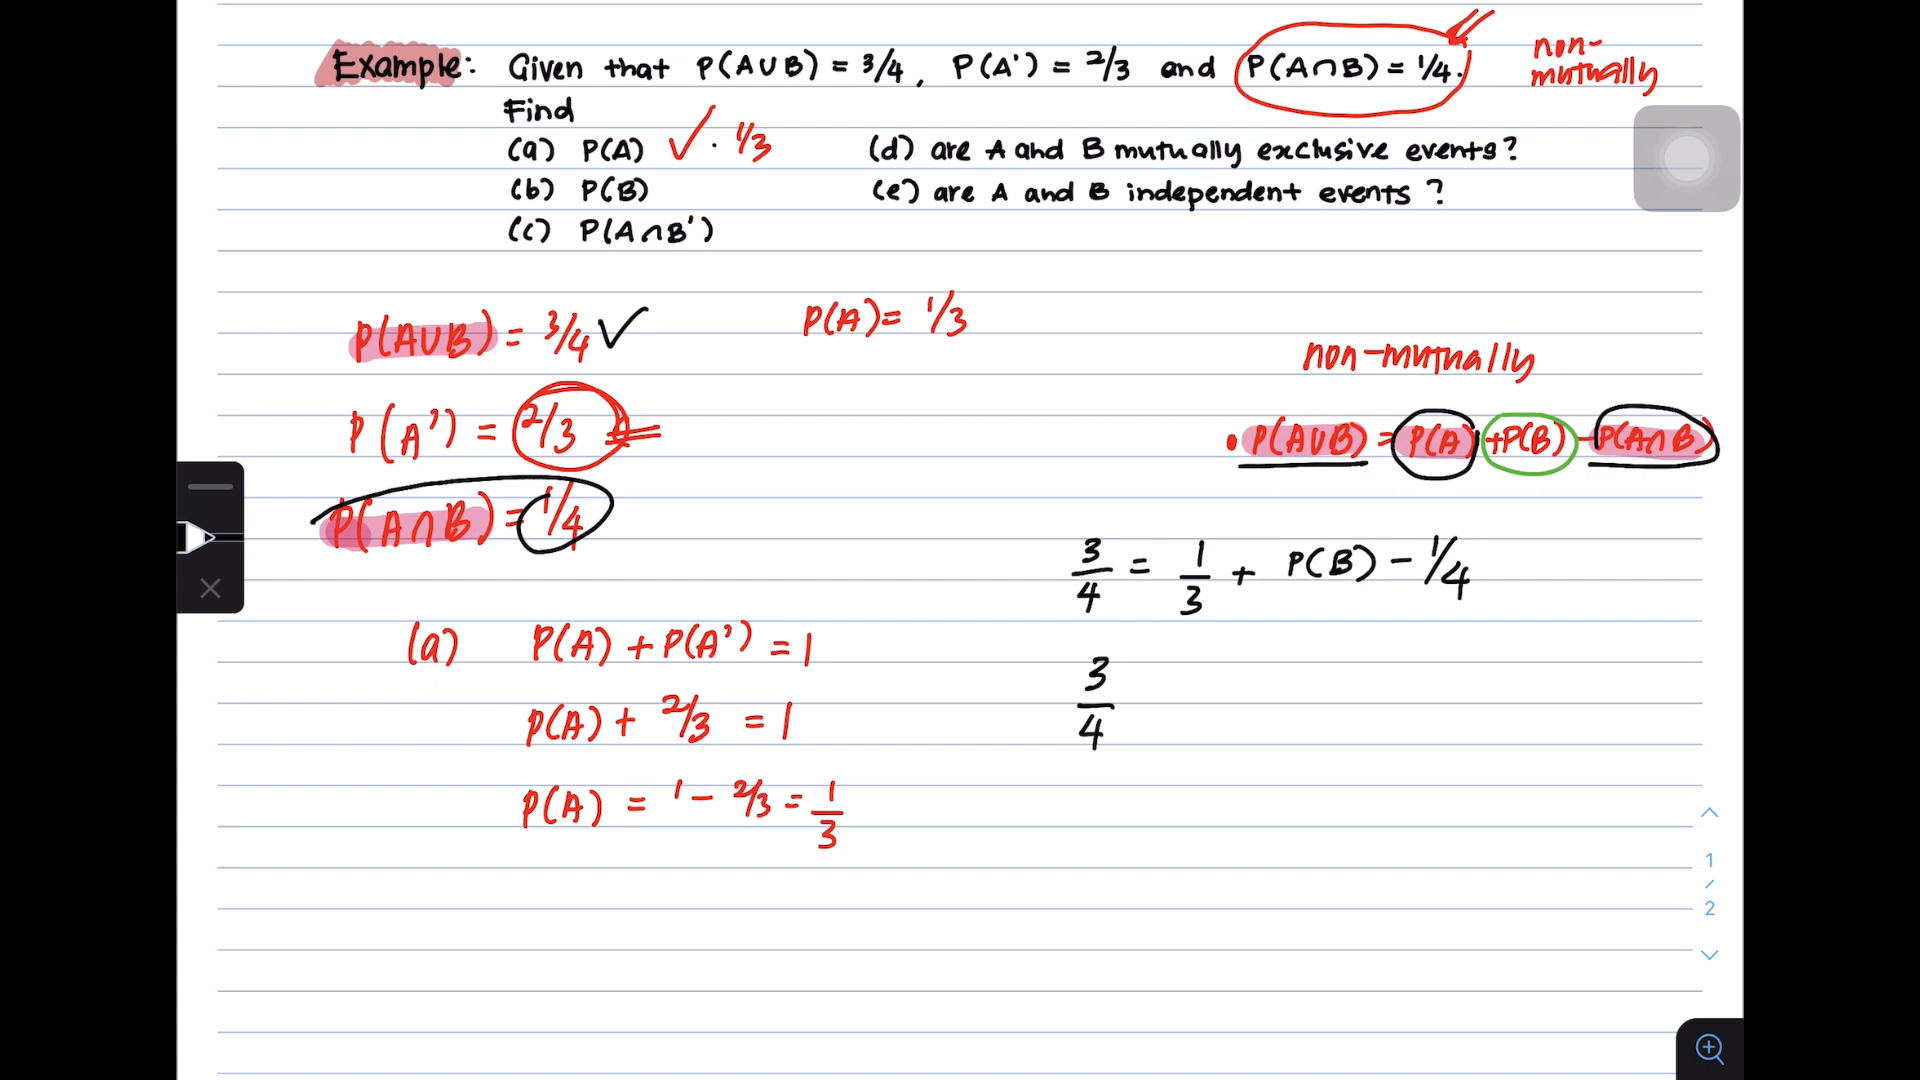 Example: Given that P(A∪B) = 3/4, P(A') = 2/3 and P(A∩B) = 1/4.
non-mutually
Find
(a) P(A) ✓ · 1/3
(b) P(B)
(c) P(A∩B')
(d) are A and B mutually exclusive events?
(e) are A and B independent events?
P(A∪B) = 3/4 ✓
P(A') = 2/3
P(A∩B) = 1/4
P(A) = 1/3
non-mutually
• P(A∪B) = P(A) + P(B) - P(A∩B)
3/4 = 1/3 + P(B) - 1/4
3/4
(a) P(A) + P(A') = 1
P(A) + 2/3 = 1
P(A) = 1 - 2/3 = 1/3
1
/
2